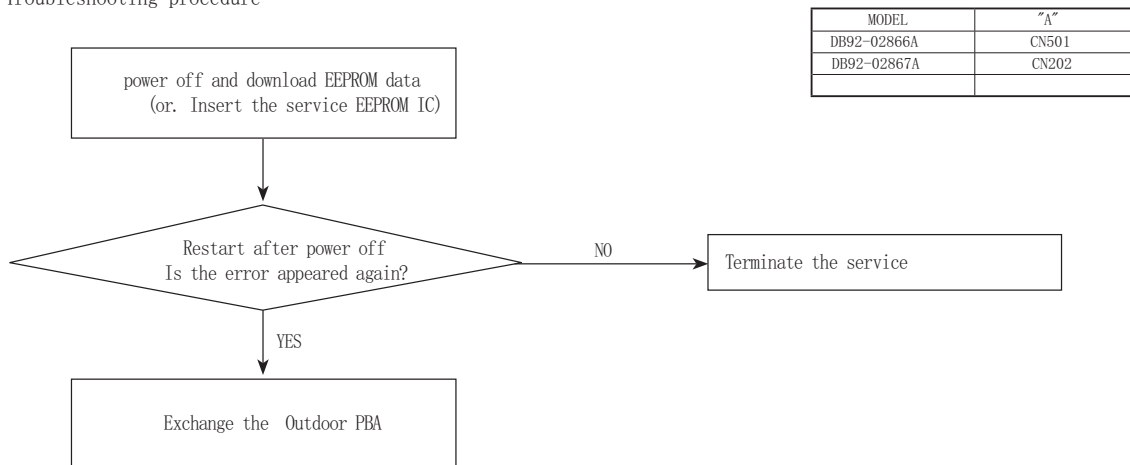 Troubleshooting procedure
MODEL "A"
DB92-02866A CN501
DB92-02867A CN202
power off and download EEPROM data
(or. Insert the service EEPROM IC)
Restart after power off
Is the error appeared again?
NO
Terminate the service
YES
Exchange the Outdoor PBA